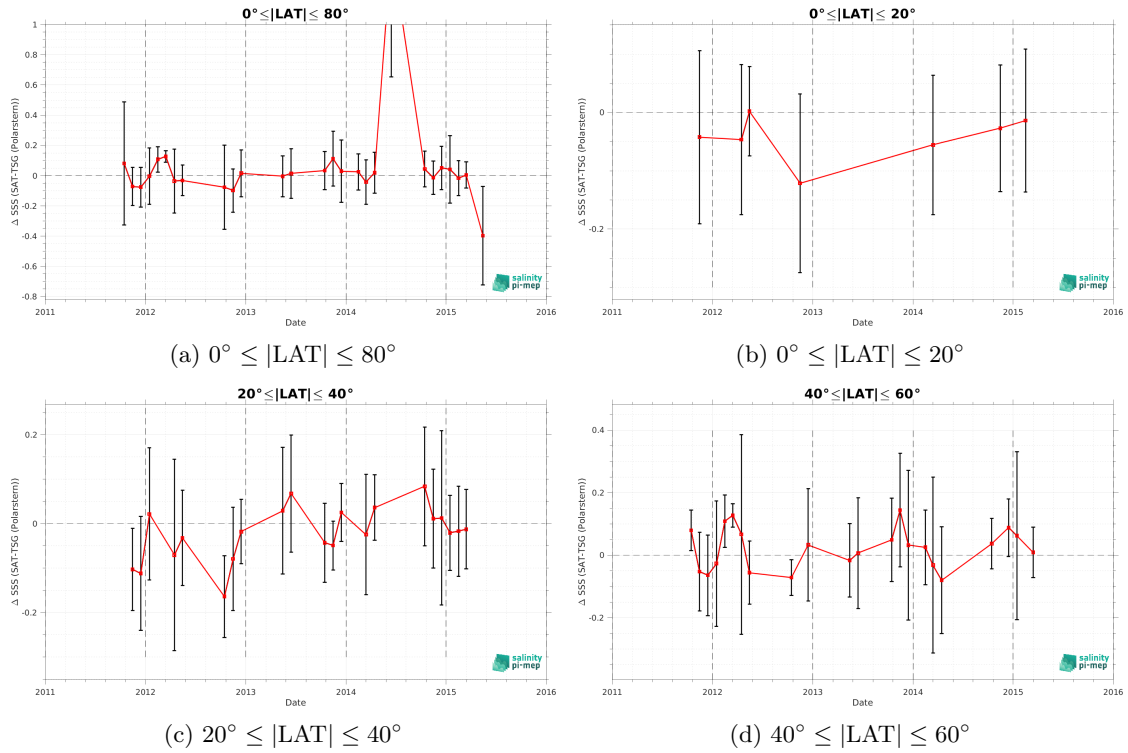 0°≤|LAT|≤ 80°
1
0.8
0.6
0.4
0.2
0
-0.2
-0.4
-0.6
-0.8
Δ SSS (SAT-TSG (Polarstern))
2011 2012 2013 2014 2015 2016
Date
salinity
pi-mep
(a) 0° ≤ |LAT| ≤ 80°
0°≤|LAT|≤ 20°
0
-0.2
Δ SSS (SAT-TSG (Polarstern))
2011 2012 2013 2014 2015 2016
Date
salinity
pi-mep
(b) 0° ≤ |LAT| ≤ 20°
20°≤|LAT|≤ 40°
0.2
0
-0.2
Δ SSS (SAT-TSG (Polarstern))
2011 2012 2013 2014 2015 2016
Date
salinity
pi-mep
(c) 20° ≤ |LAT| ≤ 40°
40°≤|LAT|≤ 60°
0.4
0.2
0
-0.2
Δ SSS (SAT-TSG (Polarstern))
2011 2012 2013 2014 2015 2016
Date
salinity
pi-mep
(d) 40° ≤ |LAT| ≤ 60°